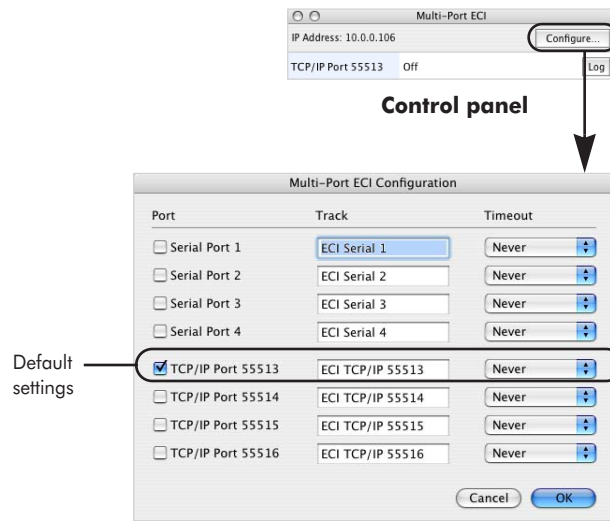 Multi-Port ECI
IP Address: 10.0.0.106 Configure...
TCP/IP Port 55513 Off Log
Control panel
Multi-Port ECI Configuration
Port Track Timeout
Serial Port 1 ECI Serial 1 Never
Serial Port 2 ECI Serial 2 Never
Serial Port 3 ECI Serial 3 Never
Serial Port 4 ECI Serial 4 Never
Default settings
TCP/IP Port 55513 ECI TCP/IP 55513 Never
TCP/IP Port 55514 ECI TCP/IP 55514 Never
TCP/IP Port 55515 ECI TCP/IP 55515 Never
TCP/IP Port 55516 ECI TCP/IP 55516 Never
Cancel OK